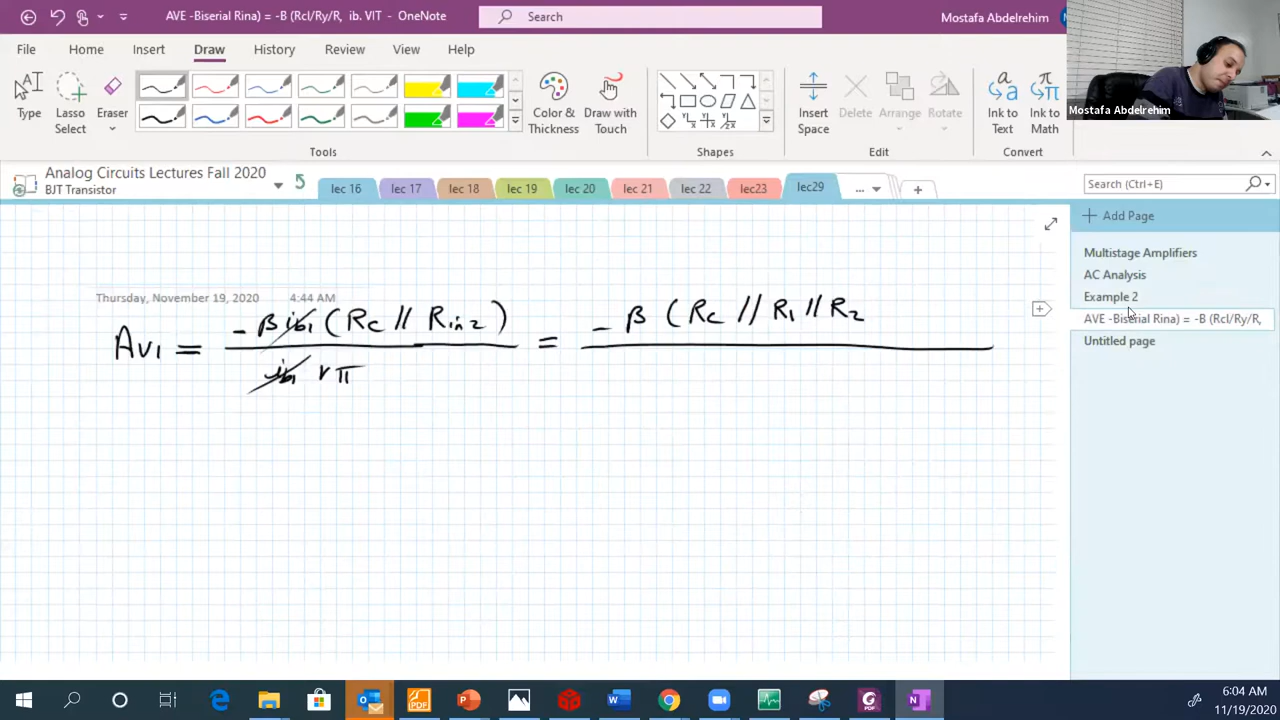 AVE -Biserial Rina) = -B (Rcl/Ry/R, ib. VIT - OneNote
Search
Mostafa Abdelrehim
File Home Insert Draw History Review View Help
Type
Lasso Select
Eraser
Color & Thickness
Draw with Touch
Insert Space
Delete
Arrange
Rotate
Ink to Text
Ink to Math
Mostafa Abdelrehim
Tools
Shapes
Edit
Convert
Analog Circuits Lectures Fall 2020
BJT Transistor
lec 16 lec 17 lec 18 lec 19 lec 20 lec 21 lec 22 lec23 lec29 ... +
Search (Ctrl+E)
Add Page
Multistage Amplifiers
AC Analysis
Example 2
AVE -Biserial Rina) = -B (Rcl/Ry/R,
Untitled page
Thursday, November 19, 2020 4:44 AM
Av1 = -β ib1 (Rc // Rin2) / ib1 rπ = -β (Rc // R1 // R2
6:04 AM
11/19/2020